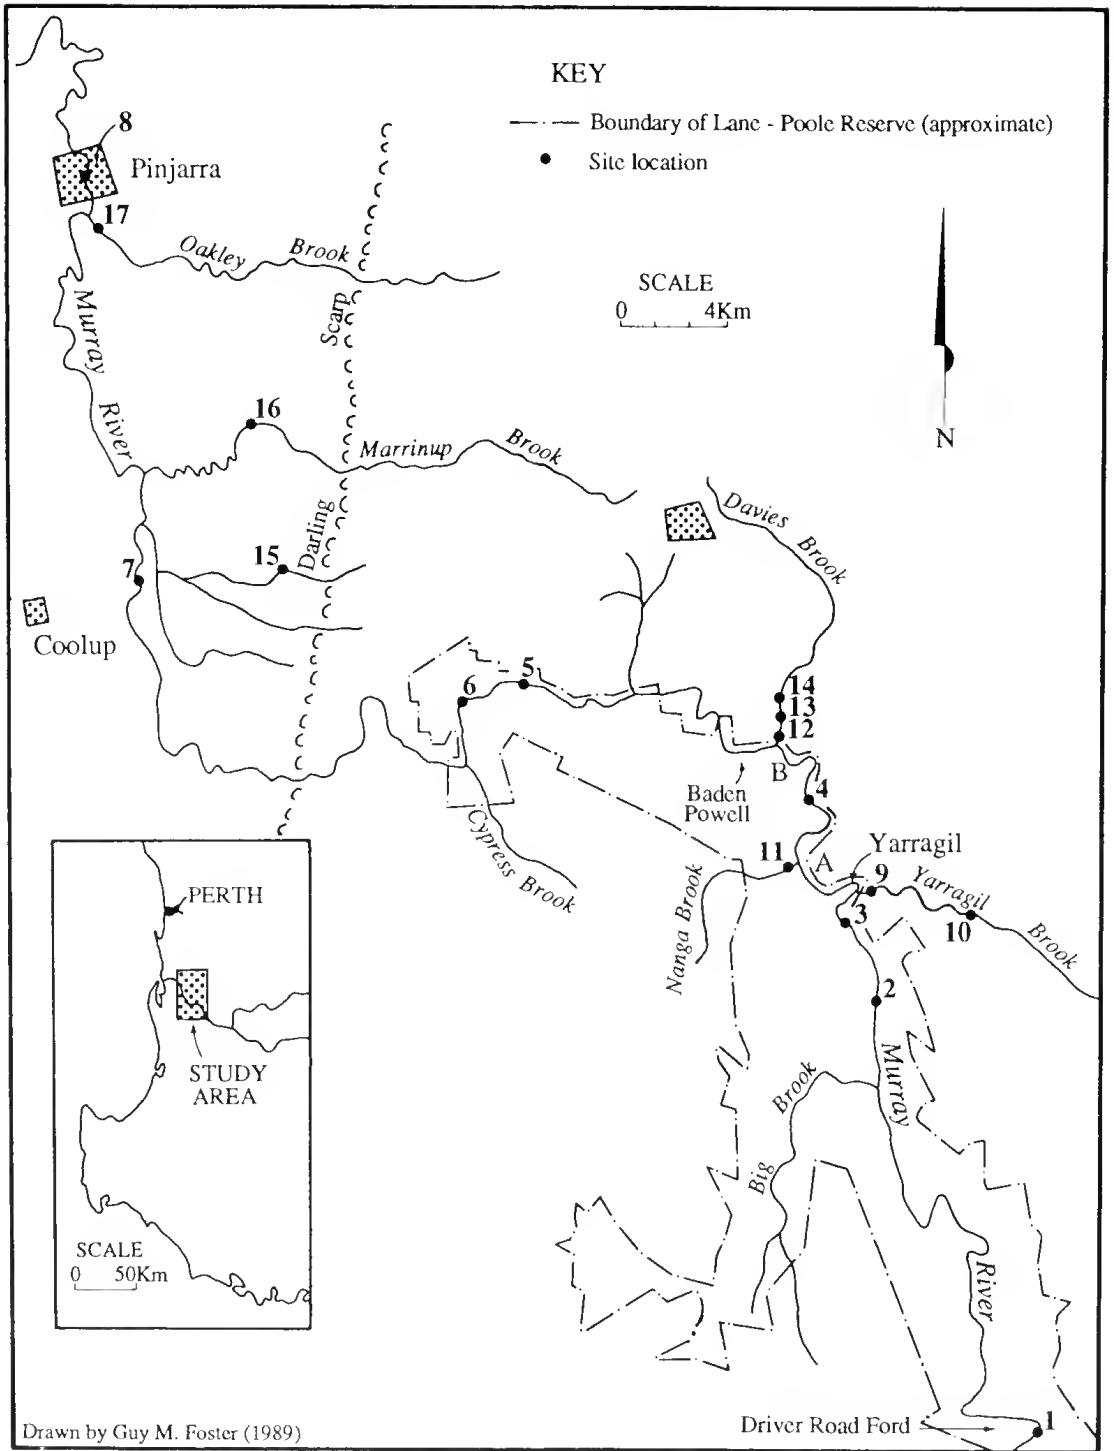 KEY
Boundary of Lane - Poole Reserve (approximate)
Site location
8
Pinjarra
17
Oakley Brook
SCALE
0 4Km
N
Murray River
Scarp
16
Marrinup Brook
Davies Brook
15
Darling
7
Coolup
5
6
14
13
12
B
Baden
Powell
4
Cypress Brook
11
A
Yarragil
9
Yarragil Brook
10
3
Nanga Brook
2
PERTH
STUDY
AREA
SCALE
0 50Km
Big Brook
Murray River
Driver Road Ford
1
Drawn by Guy M. Foster (1989)